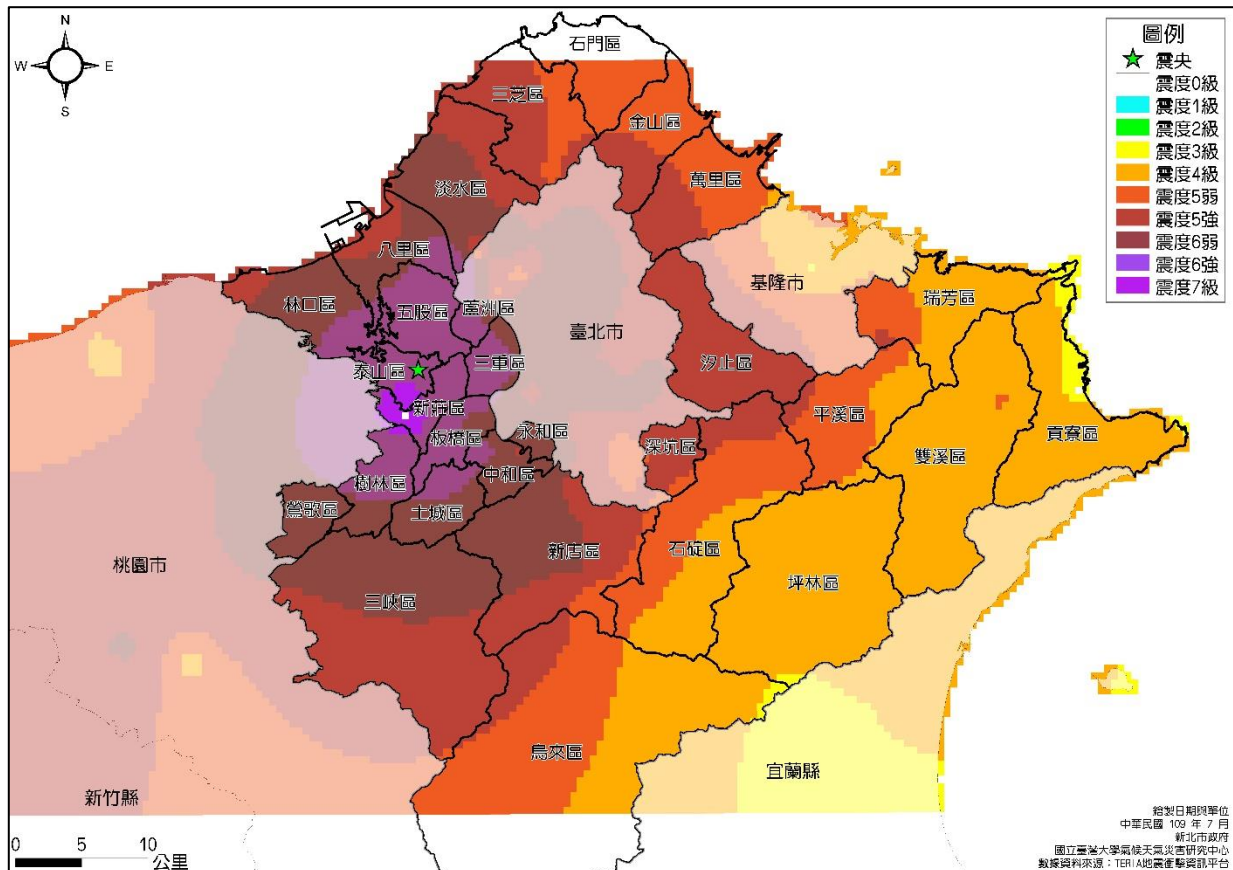 N
W
E
S
石門區
三芝區
金山區
萬里區
淡水區
八里區
基隆市
林口區
五股區
蘆洲區
瑞芳區
臺北市
泰山區
三重區
汐止區
新莊區
平溪區
板橋區
永和區
深坑區
貢寮區
中和區
雙溪區
樹林區
鶯歌區
土城區
新店區
石碇區
桃園市
坪林區
三峽區
烏來區
宜蘭縣
新竹縣
圖例
震央
震度0級
震度1級
震度2級
震度3級
震度4級
震度5弱
震度5強
震度6弱
震度6強
震度7級
0 5 10
公里
繪製日期與單位
中華民國 109 年 7 月
新北市政府
國立臺灣大學氣候天氣災害研究中心
數據資料來源：TERIA地震衝擊資訊平台